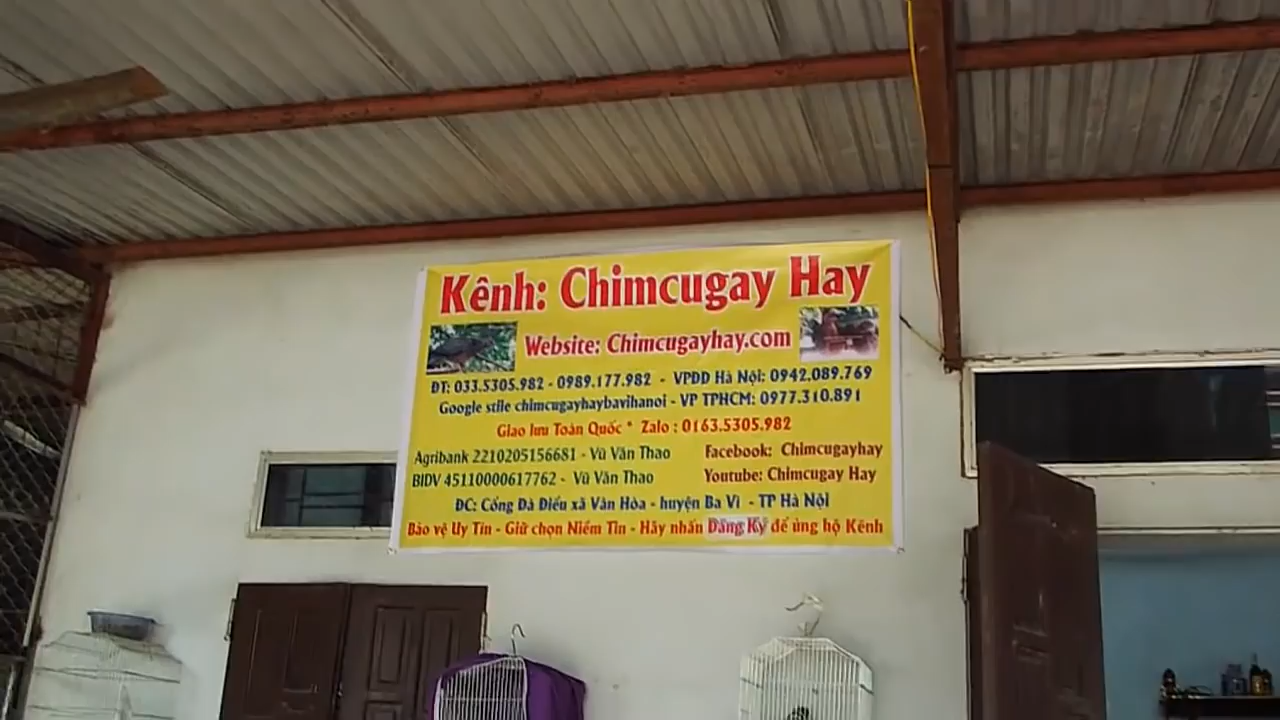 Kênh: Chimcugay Hay
Website: Chimcugayhay.com
ĐT: 033.5305.982 - 0989.177.982 - VPĐD Hà Nội: 0942.089.769
Google stile chimcugayhaybavihanoi - VP TPHCM: 0977.310.891
Giao lưu Toàn Quốc * Zalo : 0163.5305.982
Agribank 2210205156681 - Vũ Văn Thao
Facebook: Chimcugayhay
BIDV 45110000617762 - Vũ Văn Thao
Youtube: Chimcugay Hay
ĐC: Cổng Đà Điểu xã Vân Hòa - huyện Ba Vì - TP Hà Nội
Bảo vệ Uy Tín - Giữ chọn Niềm Tin - Hãy nhấn Đăng Ký để ủng hộ Kênh